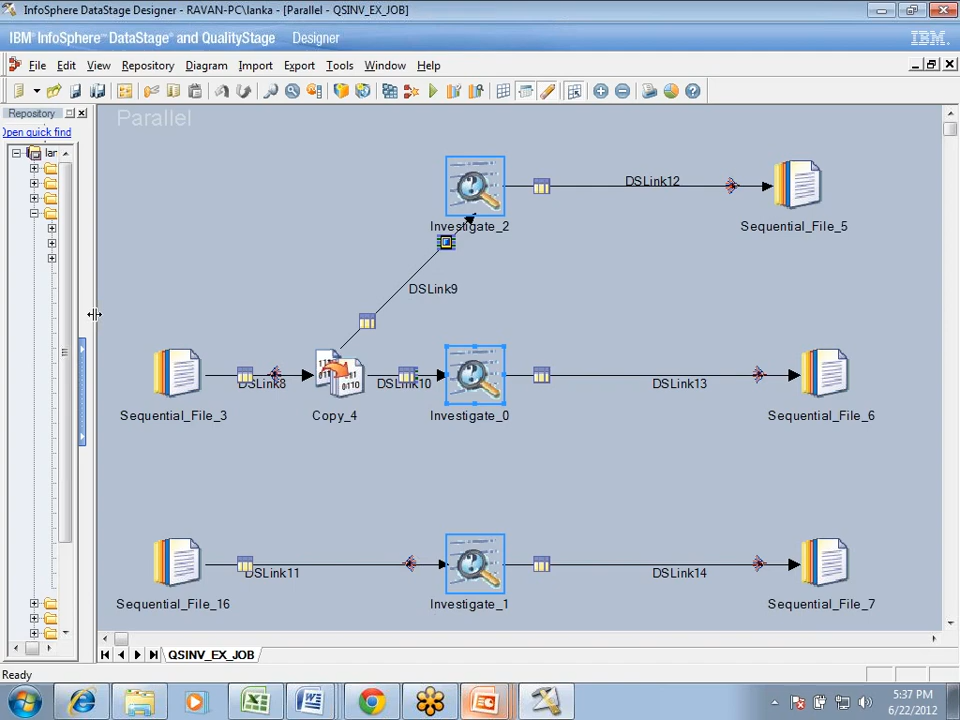 InfoSphere DataStage Designer - RAVAN-PC\lanka - [Parallel - QSINV_EX_JOB]
IBM® InfoSphere™ DataStage® and QualityStage Designer
IBM.
File Edit View Repository Diagram Import Export Tools Window Help
Repository
Open quick find
lar
Parallel
DSLink12
Investigate_2
Sequential_File_5
DSLink9
DSLink8
DSLink10
DSLink13
Sequential_File_3
Copy_4
Investigate_0
Sequential_File_6
DSLink11
DSLink14
Sequential_File_16
Investigate_1
Sequential_File_7
QSINV_EX_JOB
Ready
5:37 PM
6/22/2012